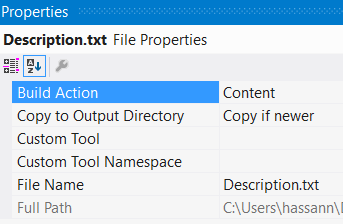 Properties
Description.txt File Properties
Build Action Content
Copy to Output Directory Copy if newer
Custom Tool
Custom Tool Namespace
File Name Description.txt
Full Path C:\Users\hassann\